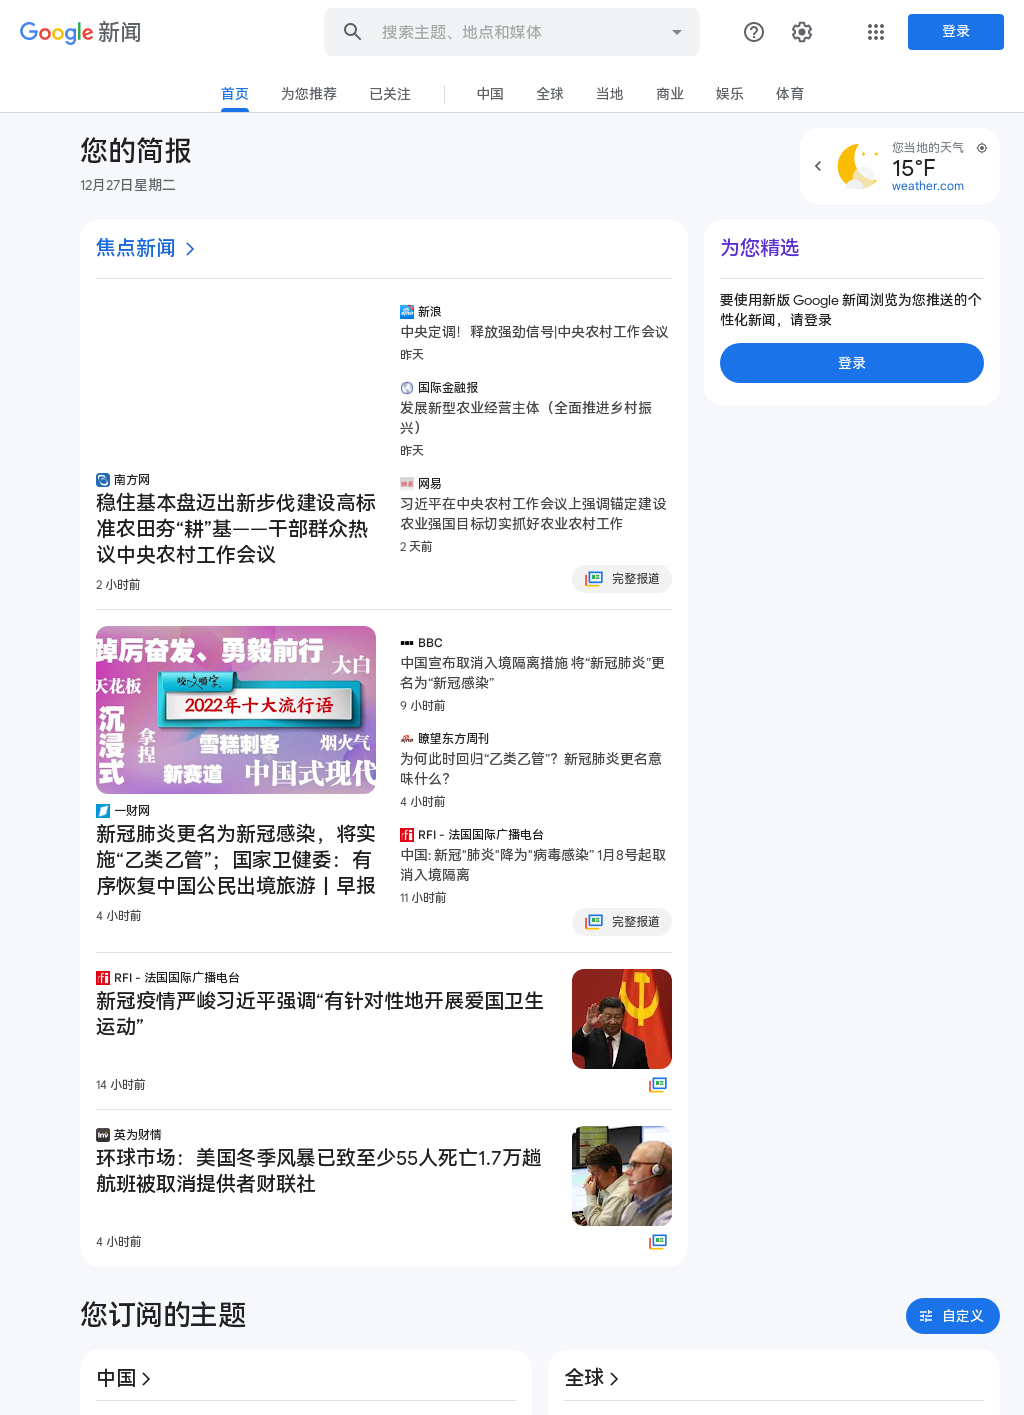 Google 新闻
搜索主题、地点和媒体
登录
首页
为您推荐
已关注
中国
全球
当地
商业
娱乐
体育
您的简报
12月27日星期二
您当地的天气
15°F
weather.com
焦点新闻
南方网
稳住基本盘迈出新步伐建设高标
准农田夯“耕”基——干部群众热
议中央农村工作会议
2 小时前
新浪
中央定调！释放强劲信号|中央农村工作会议
昨天
国际金融报
发展新型农业经营主体（全面推进乡村振
兴）
昨天
网易
习近平在中央农村工作会议上强调锚定建设
农业强国目标切实抓好农业农村工作
2 天前
完整报道
为您精选
要使用新版 Google 新闻浏览为您推送的个
性化新闻，请登录
登录
踔厉奋发、勇毅前行
大白
天花板
咬文嚼字
2022年十大流行语
沉浸式
拿捏
雪糕刺客
烟火气
新赛道
中国式现代
一财网
新冠肺炎更名为新冠感染，将实
施“乙类乙管”；国家卫健委：有
序恢复中国公民出境旅游丨早报
4 小时前
BBC
中国宣布取消入境隔离措施 将“新冠肺炎”更
名为“新冠感染”
9 小时前
瞭望东方周刊
为何此时回归“乙类乙管”？新冠肺炎更名意
味什么？
4 小时前
RFI - 法国国际广播电台
中国: 新冠"肺炎"降为"病毒感染" 1月8号起取
消入境隔离
11 小时前
完整报道
RFI - 法国国际广播电台
新冠疫情严峻习近平强调“有针对性地开展爱国卫生
运动”
14 小时前
Inv
英为财情
环球市场：美国冬季风暴已致至少55人死亡1.7万趟
航班被取消提供者财联社
4 小时前
您订阅的主题
自定义
中国
全球